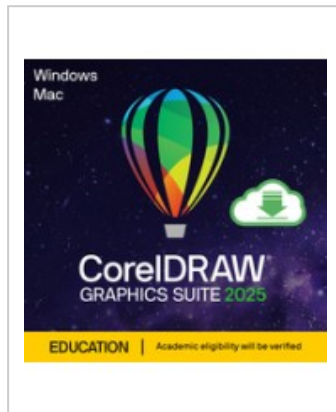 Windows
Mac
CorelDRAW®
GRAPHICS SUITE 2025
EDUCATION | Academic eligibility will be verified